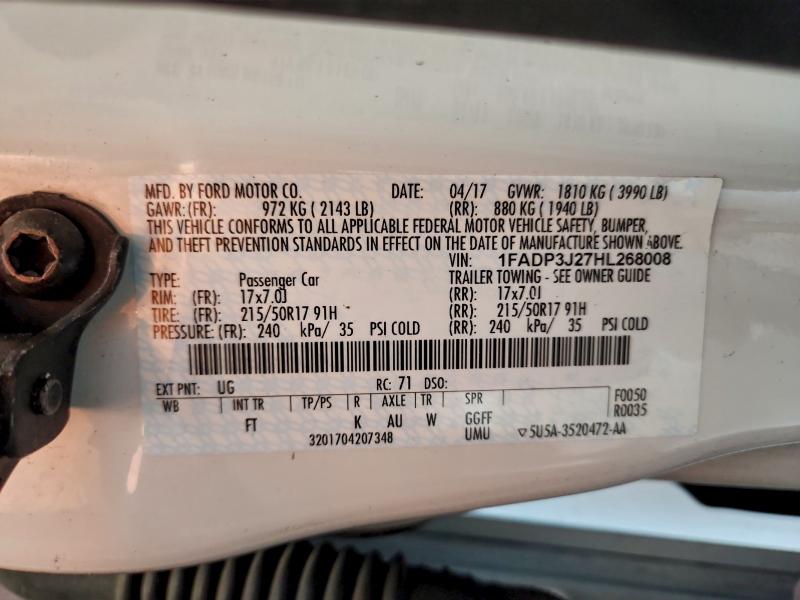 MFD. BY FORD MOTOR CO. DATE: 04/17 GVWR: 1810 KG ( 3990 LB)
GAWR: (FR): 972 KG ( 2143 LB) (RR): 880 KG ( 1940 LB)
THIS VEHICLE CONFORMS TO ALL APPLICABLE FEDERAL MOTOR VEHICLE SAFETY, BUMPER,
AND THEFT PREVENTION STANDARDS IN EFFECT ON THE DATE OF MANUFACTURE SHOWN ABOVE.
VIN: 1FADP3J27HL268008
TYPE: Passenger Car TRAILER TOWING - SEE OWNER GUIDE
RIM: (FR): 17x7.0J (RR): 17x7.0J
TIRE: (FR): 215/50R17 91H (RR): 215/50R17 91H
PRESSURE: (FR): 240 kPa/ 35 PSI COLD (RR): 240 kPa/ 35 PSI COLD
EXT PNT: UG RC: 71 DSO: F0050
WB INT TR TP/PS R AXLE TR SPR R0035
FT K AU W GGFF
3201704207348 UMU ▽5U5A-3520472-AA